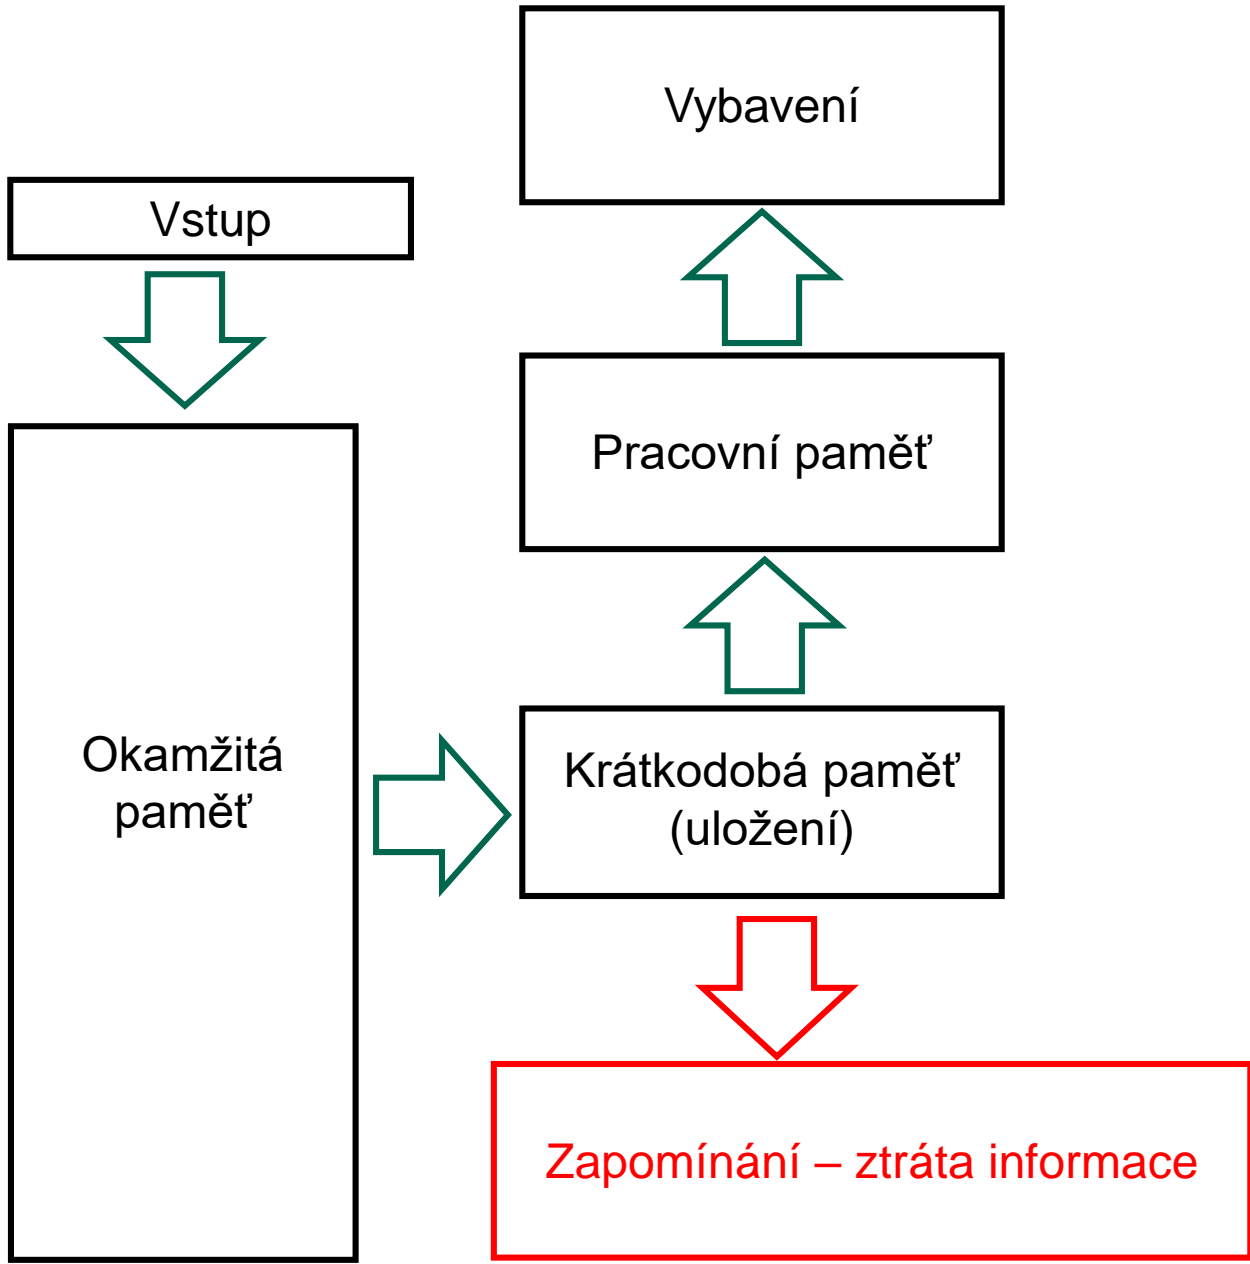 Vybavení
Vstup
Pracovní paměť
Okamžitá
paměť
Krátkodobá paměť
(uložení)
Zapomínání – ztráta informace